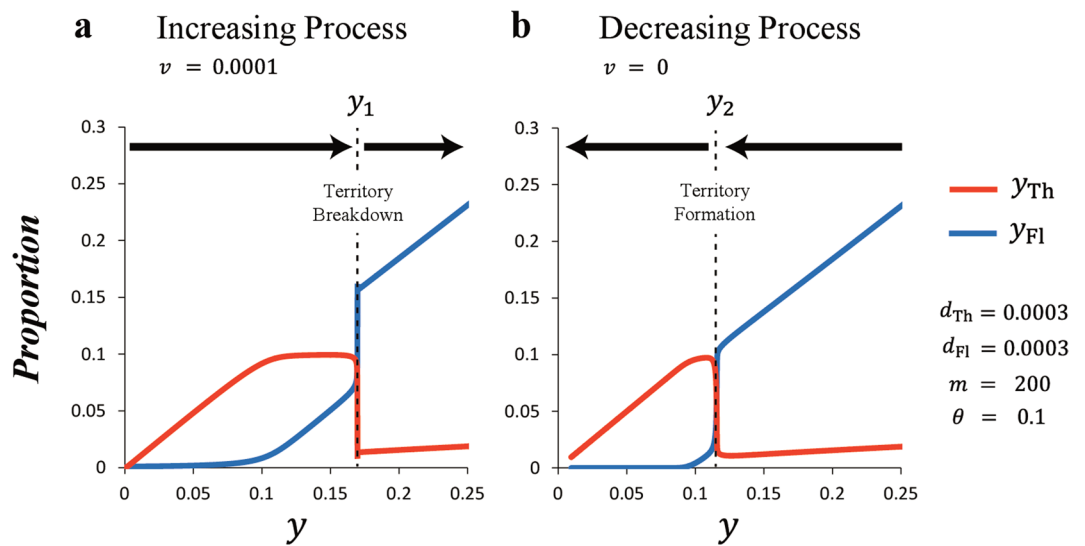 a Increasing Process
v = 0.0001
y₁
0.3
0.25
0.2
0.15
0.1
0.05
0
Territory
Breakdown
Proportion
0 0.05 0.1 0.15 0.2 0.25
y
b Decreasing Process
v = 0
y₂
0.3
0.25
0.2
0.15
0.1
0.05
0
Territory
Formation
0 0.05 0.1 0.15 0.2 0.25
y
yTh
yFl
dTh = 0.0003
dFl = 0.0003
m = 200
θ = 0.1